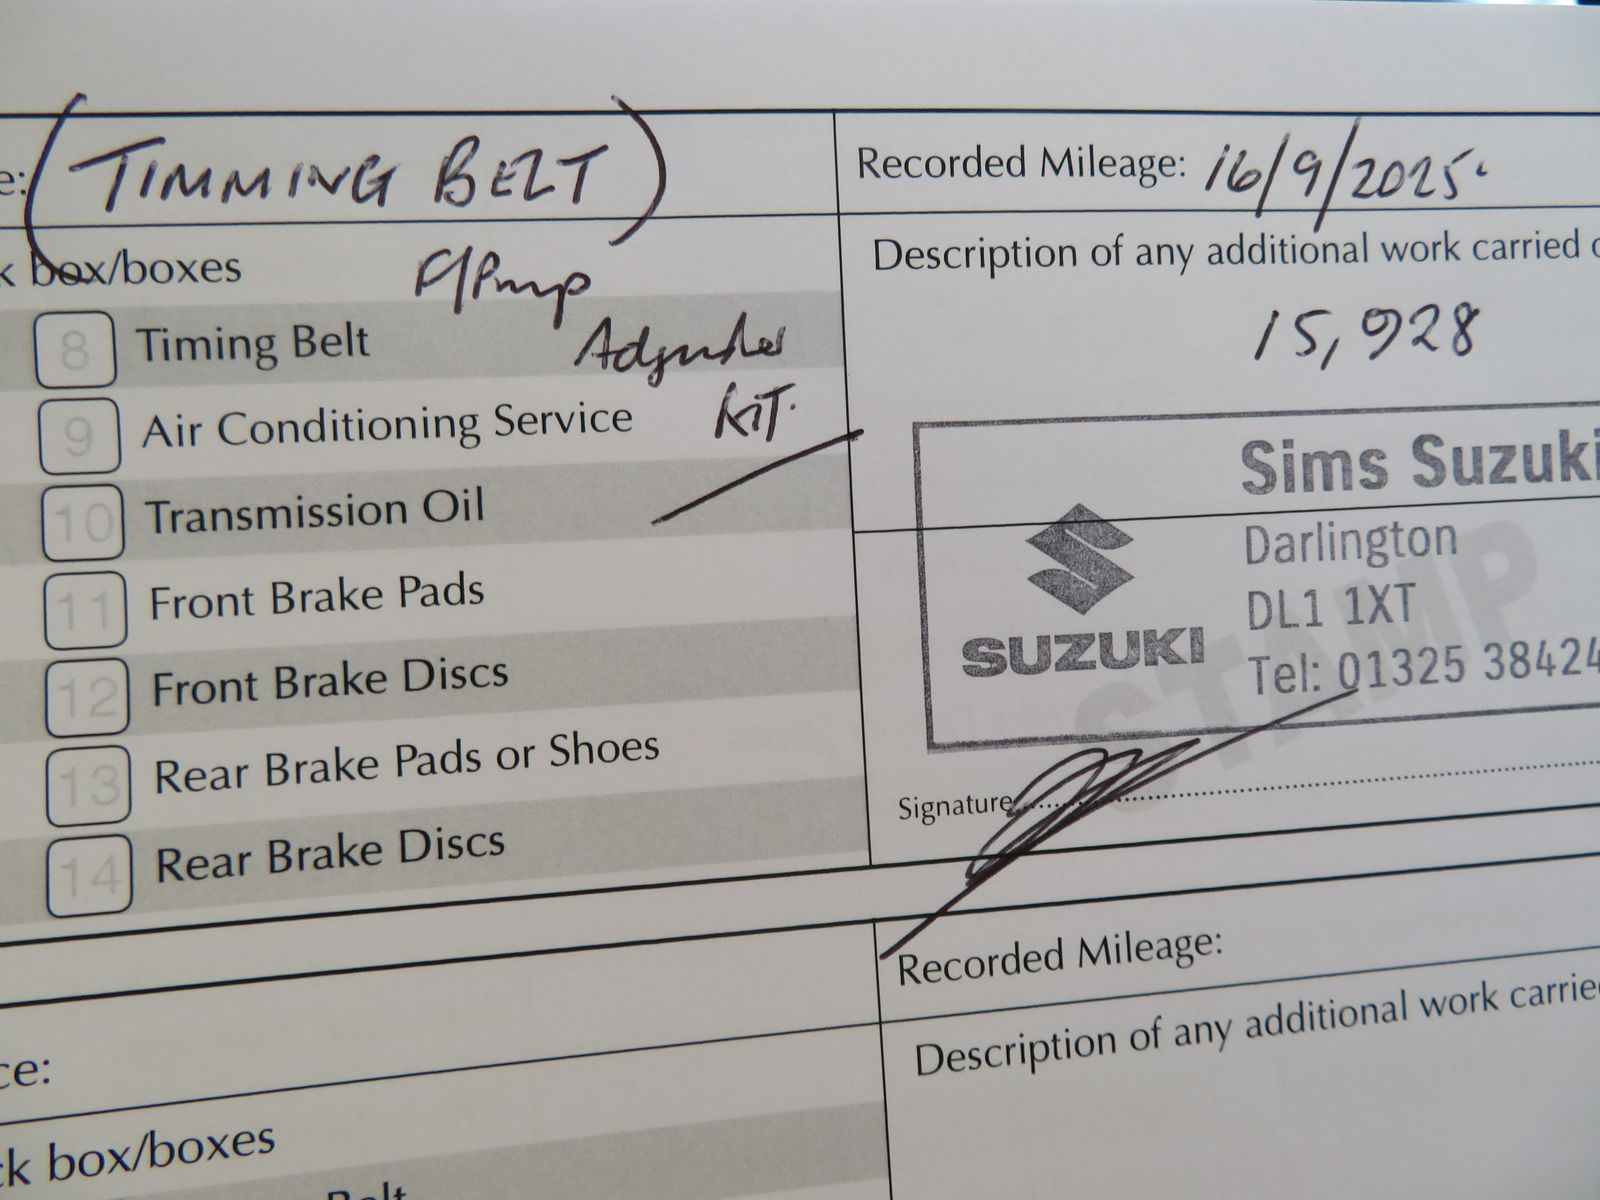 e: (TIMMING BELT)
Recorded Mileage: 16/9/2025.
k box/boxes
F/Pump
8 Timing Belt
Adjuster
9 Air Conditioning Service
KIT.
10 Transmission Oil
11 Front Brake Pads
12 Front Brake Discs
13 Rear Brake Pads or Shoes
14 Rear Brake Discs
Description of any additional work carried o
15,928
Sims Suzuki
Darlington
DL1 1XT
Tel: 01325 38424
SUZUKI
STAMP
Signature
Recorded Mileage:
Description of any additional work carrie
ce:
ck box/boxes
Belt